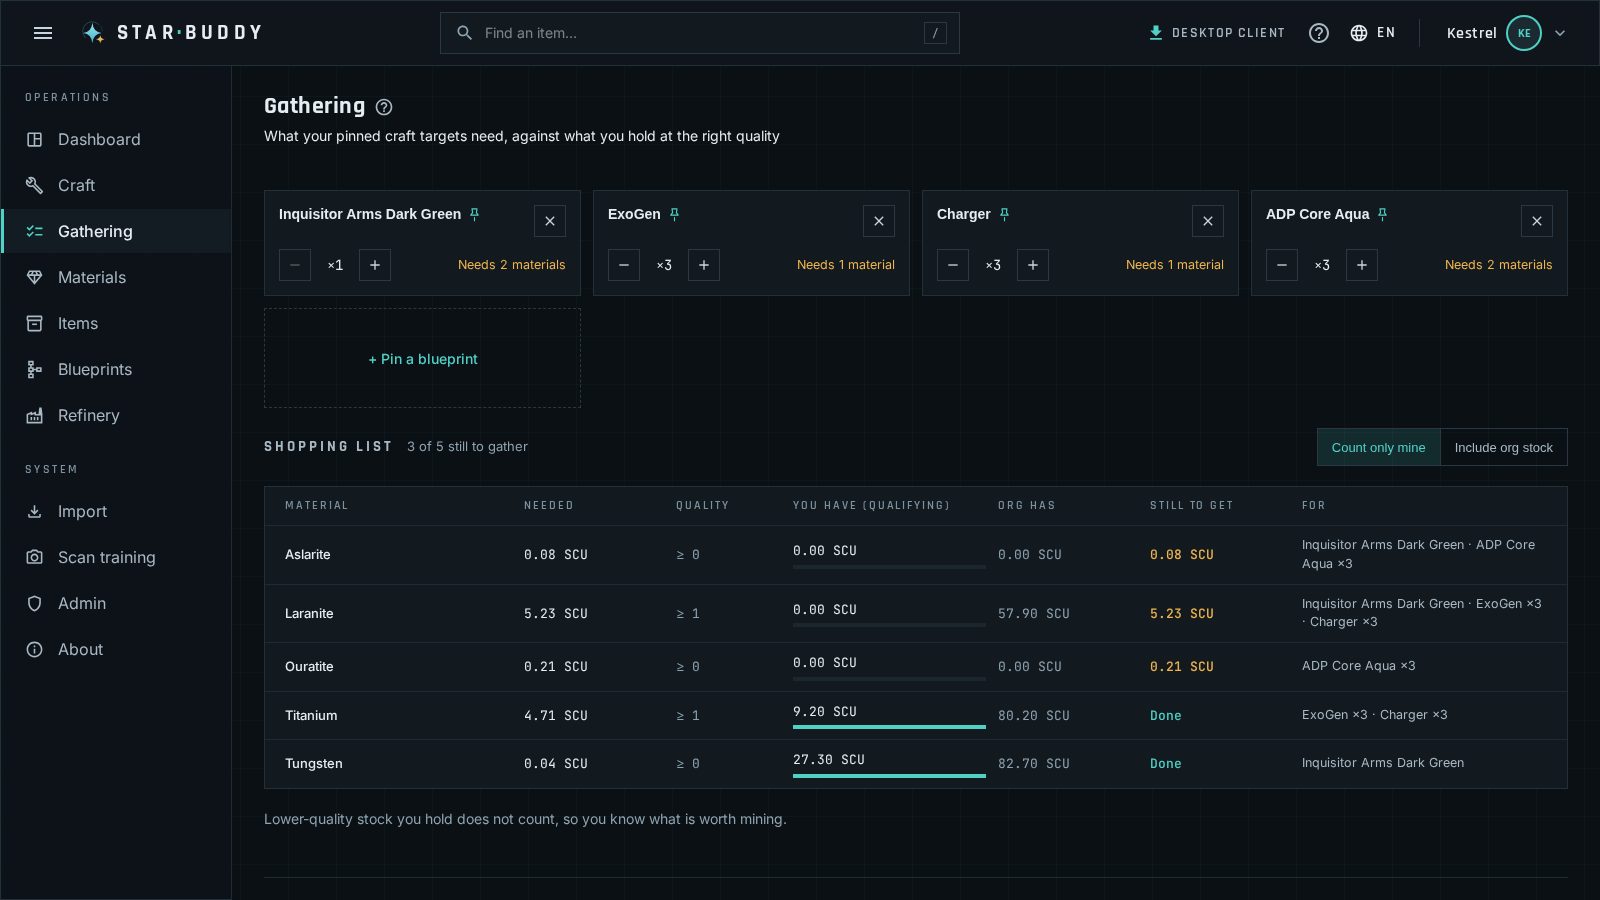 STAR·BUDDY
Find an item...
/
DESKTOP CLIENT
EN
Kestrel
KE
OPERATIONS
Dashboard
Craft
Gathering
Materials
Items
Blueprints
Refinery
SYSTEM
Import
Scan training
Admin
About
Gathering
What your pinned craft targets need, against what you hold at the right quality
Inquisitor Arms Dark Green
×1
Needs 2 materials
ExoGen
×3
Needs 1 material
Charger
×3
Needs 1 material
ADP Core Aqua
×3
Needs 2 materials
+ Pin a blueprint
SHOPPING LIST 3 of 5 still to gather
Count only mine
Include org stock
MATERIAL NEEDED QUALITY YOU HAVE (QUALIFYING) ORG HAS STILL TO GET FOR
Aslarite 0.08 SCU ≥ 0 0.00 SCU 0.00 SCU 0.08 SCU Inquisitor Arms Dark Green · ADP Core
Aqua ×3
Laranite 5.23 SCU ≥ 1 0.00 SCU 57.90 SCU 5.23 SCU Inquisitor Arms Dark Green · ExoGen ×3
· Charger ×3
Ouratite 0.21 SCU ≥ 0 0.00 SCU 0.00 SCU 0.21 SCU ADP Core Aqua ×3
Titanium 4.71 SCU ≥ 1 9.20 SCU 80.20 SCU Done ExoGen ×3 · Charger ×3
Tungsten 0.04 SCU ≥ 0 27.30 SCU 82.70 SCU Done Inquisitor Arms Dark Green
Lower-quality stock you hold does not count, so you know what is worth mining.